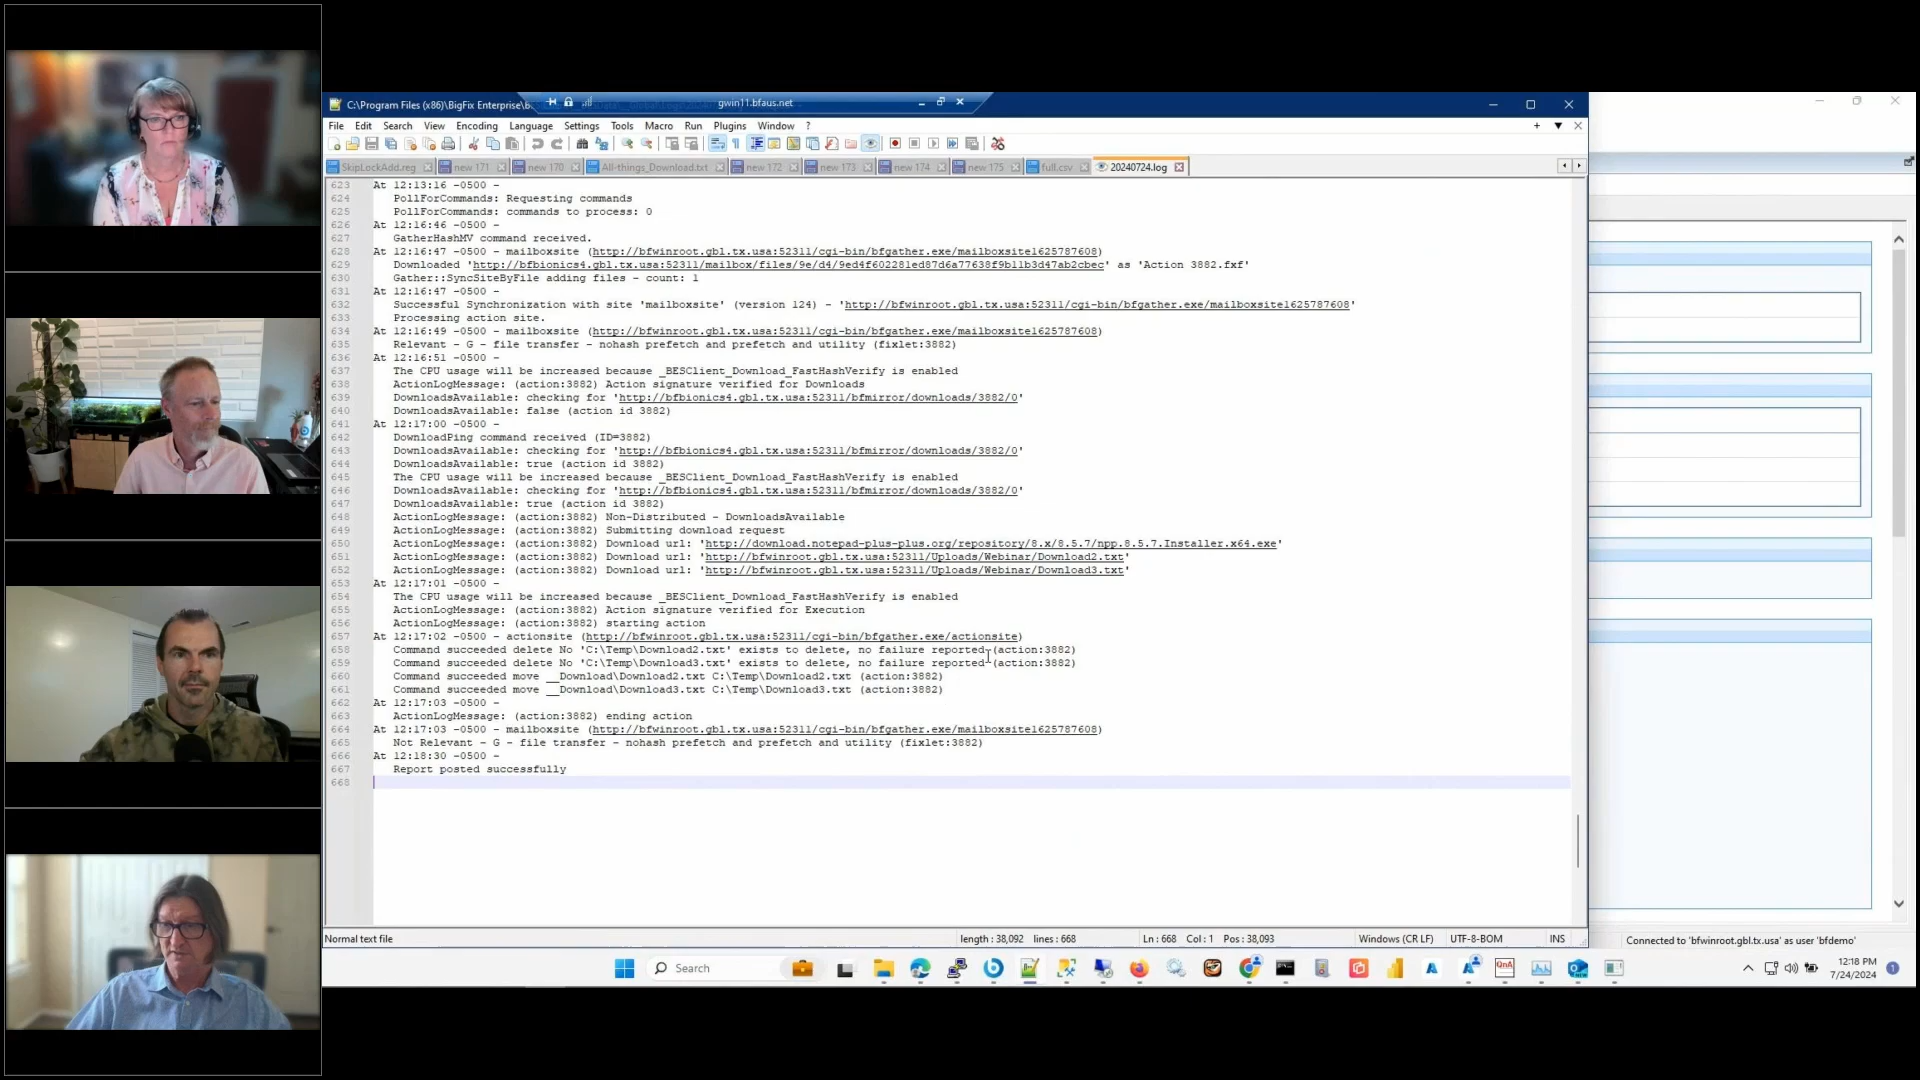 C:\Program Files (x86)\BigFix Enterprise\B
gwin11.bfaus.net
File Edit Search View Encoding Language Settings Tools Macro Run Plugins Window ?
SkipLockAdd.reg new 171 new 170 All-things_Download.txt new 172 new 173 new 174 new 175 full.csv 20240724.log
623 At 12:13:16 -0500 -
624 PollForCommands: Requesting commands
625 PollForCommands: commands to process: 0
626 At 12:16:46 -0500 -
627 GatherHashMV command received.
628 At 12:16:47 -0500 - mailboxsite (http://bfwinroot.gbl.tx.usa:52311/cgi-bin/bfgather.exe/mailboxsite1625787608)
629 Downloaded 'http://bfbionics4.gbl.tx.usa:52311/mailbox/files/9e/d4/9ed4f602281ed87d6a77638f9b11b3d47ab2cbec' as 'Action 3882.fxf'
630 Gather::SyncSiteByFile adding files - count: 1
631 At 12:16:47 -0500 -
632 Successful Synchronization with site 'mailboxsite' (version 124) - 'http://bfwinroot.gbl.tx.usa:52311/cgi-bin/bfgather.exe/mailboxsite1625787608'
633 Processing action site.
634 At 12:16:49 -0500 - mailboxsite (http://bfwinroot.gbl.tx.usa:52311/cgi-bin/bfgather.exe/mailboxsite1625787608)
635 Relevant - G - file transfer - nohash prefetch and prefetch and utility (fixlet:3882)
636 At 12:16:51 -0500 -
637 The CPU usage will be increased because _BESClient_Download_FastHashVerify is enabled
638 ActionLogMessage: (action:3882) Action signature verified for Downloads
639 DownloadsAvailable: checking for 'http://bfbionics4.gbl.tx.usa:52311/bfmirror/downloads/3882/0'
640 DownloadsAvailable: false (action id 3882)
641 At 12:17:00 -0500 -
642 DownloadPing command received (ID=3882)
643 DownloadsAvailable: checking for 'http://bfbionics4.gbl.tx.usa:52311/bfmirror/downloads/3882/0'
644 DownloadsAvailable: true (action id 3882)
645 The CPU usage will be increased because _BESClient_Download_FastHashVerify is enabled
646 DownloadsAvailable: checking for 'http://bfbionics4.gbl.tx.usa:52311/bfmirror/downloads/3882/0'
647 DownloadsAvailable: true (action id 3882)
648 ActionLogMessage: (action:3882) Non-Distributed - DownloadsAvailable
649 ActionLogMessage: (action:3882) Submitting download request
650 ActionLogMessage: (action:3882) Download url: 'http://download.notepad-plus-plus.org/repository/8.x/8.5.7/npp.8.5.7.Installer.x64.exe'
651 ActionLogMessage: (action:3882) Download url: 'http://bfwinroot.gbl.tx.usa:52311/Uploads/Webinar/Download2.txt'
652 ActionLogMessage: (action:3882) Download url: 'http://bfwinroot.gbl.tx.usa:52311/Uploads/Webinar/Download3.txt'
653 At 12:17:01 -0500 -
654 The CPU usage will be increased because _BESClient_Download_FastHashVerify is enabled
655 ActionLogMessage: (action:3882) Action signature verified for Execution
656 ActionLogMessage: (action:3882) starting action
657 At 12:17:02 -0500 - actionsite (http://bfwinroot.gbl.tx.usa:52311/cgi-bin/bfgather.exe/actionsite)
658 Command succeeded delete No 'C:\Temp\Download2.txt' exists to delete, no failure reported (action:3882)
659 Command succeeded delete No 'C:\Temp\Download3.txt' exists to delete, no failure reported (action:3882)
660 Command succeeded move __Download\Download2.txt C:\Temp\Download2.txt (action:3882)
661 Command succeeded move __Download\Download3.txt C:\Temp\Download3.txt (action:3882)
662 At 12:17:03 -0500 -
663 ActionLogMessage: (action:3882) ending action
664 At 12:17:03 -0500 - mailboxsite (http://bfwinroot.gbl.tx.usa:52311/cgi-bin/bfgather.exe/mailboxsite1625787608)
665 Not Relevant - G - file transfer - nohash prefetch and prefetch and utility (fixlet:3882)
666 At 12:18:30 -0500 -
667 Report posted successfully
668
Normal text file length : 38,092 lines : 668 Ln : 668 Col : 1 Pos : 38,093 Windows (CR LF) UTF-8-BOM INS
Connected to 'bfwinroot.gbl.tx.usa' as user 'bfdemo'
Search
QnA
12:18 PM
7/24/2024
1